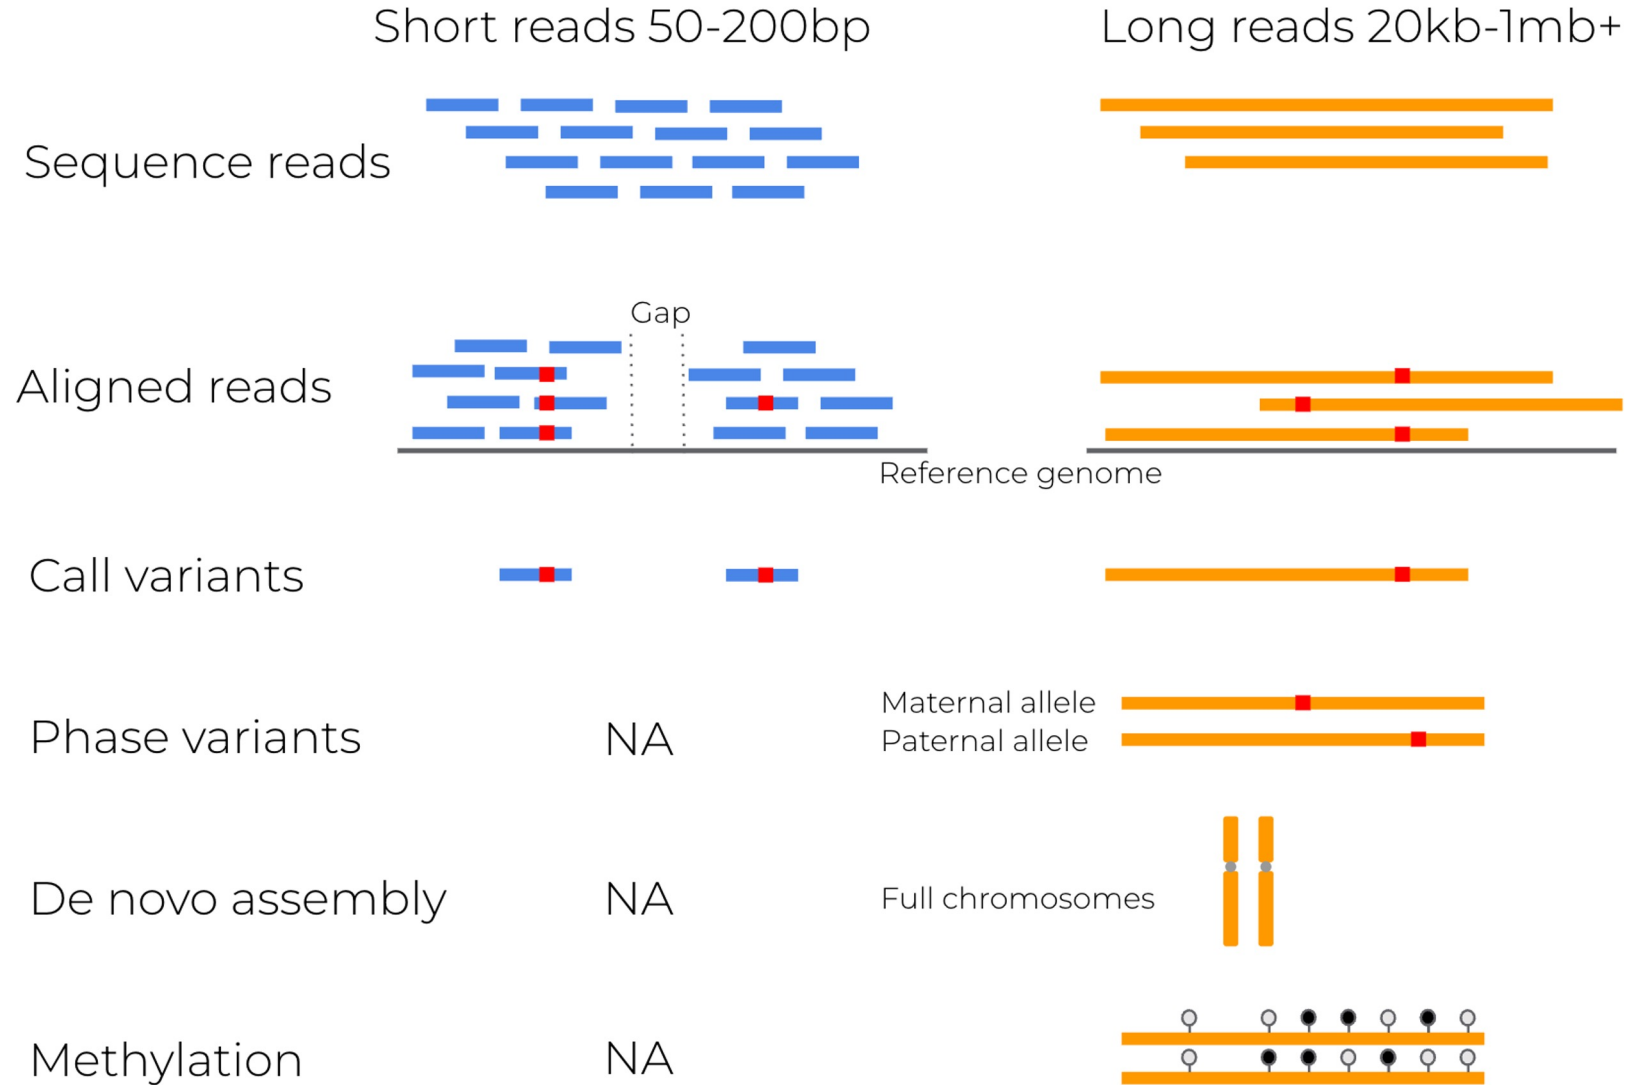 Short reads 50-200bp
Long reads 20kb-1mb+
Sequence reads
Gap
Aligned reads
Reference genome
Call variants
Phase variants
NA
Maternal allele
Paternal allele
De novo assembly
NA
Full chromosomes
Methylation
NA